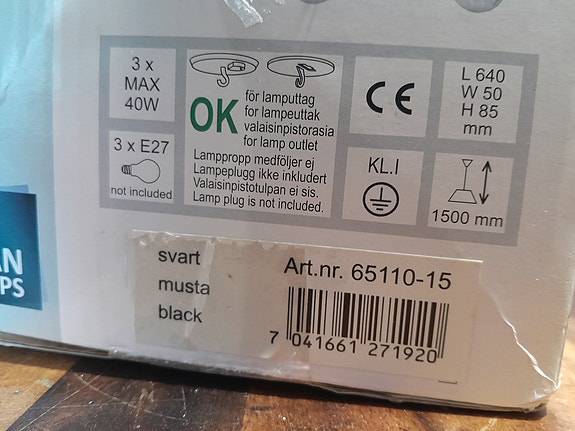 3 x
MAX
40W
OK
för lamputtag
for lampeuttak
valaisinpistorasia
for lamp outlet
Lamppropp medföljer ej
Lampeplugg ikke inkludert
Valaisinpistotulpan ei sis.
Lamp plug is not included.
CE
L 640
W 50
H 85
mm
3 x E27
not included
KL.I
1500 mm
AN
PS
svart
musta
black
Art.nr. 65110-15
7 041661 271920